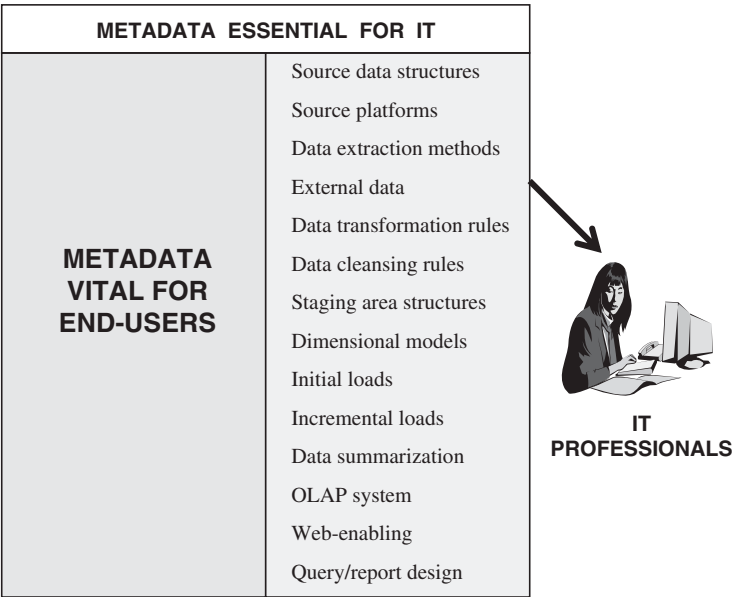 METADATA ESSENTIAL FOR IT
METADATA
VITAL FOR
END-USERS
Source data structures
Source platforms
Data extraction methods
External data
Data transformation rules
Data cleansing rules
Staging area structures
Dimensional models
Initial loads
Incremental loads
Data summarization
OLAP system
Web-enabling
Query/report design
IT
PROFESSIONALS